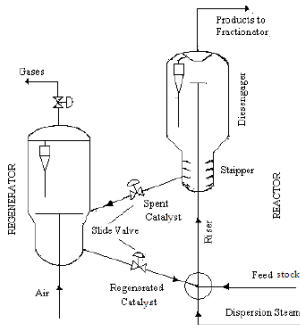 Products to
Fractionator
Gases
Disengager
REGENERATOR
Stripper
REACTOR
Spent
Catalyst
Slide Valve
Riser
Air
Regenerated
Catalyst
Feed stock
Dispersion Steam